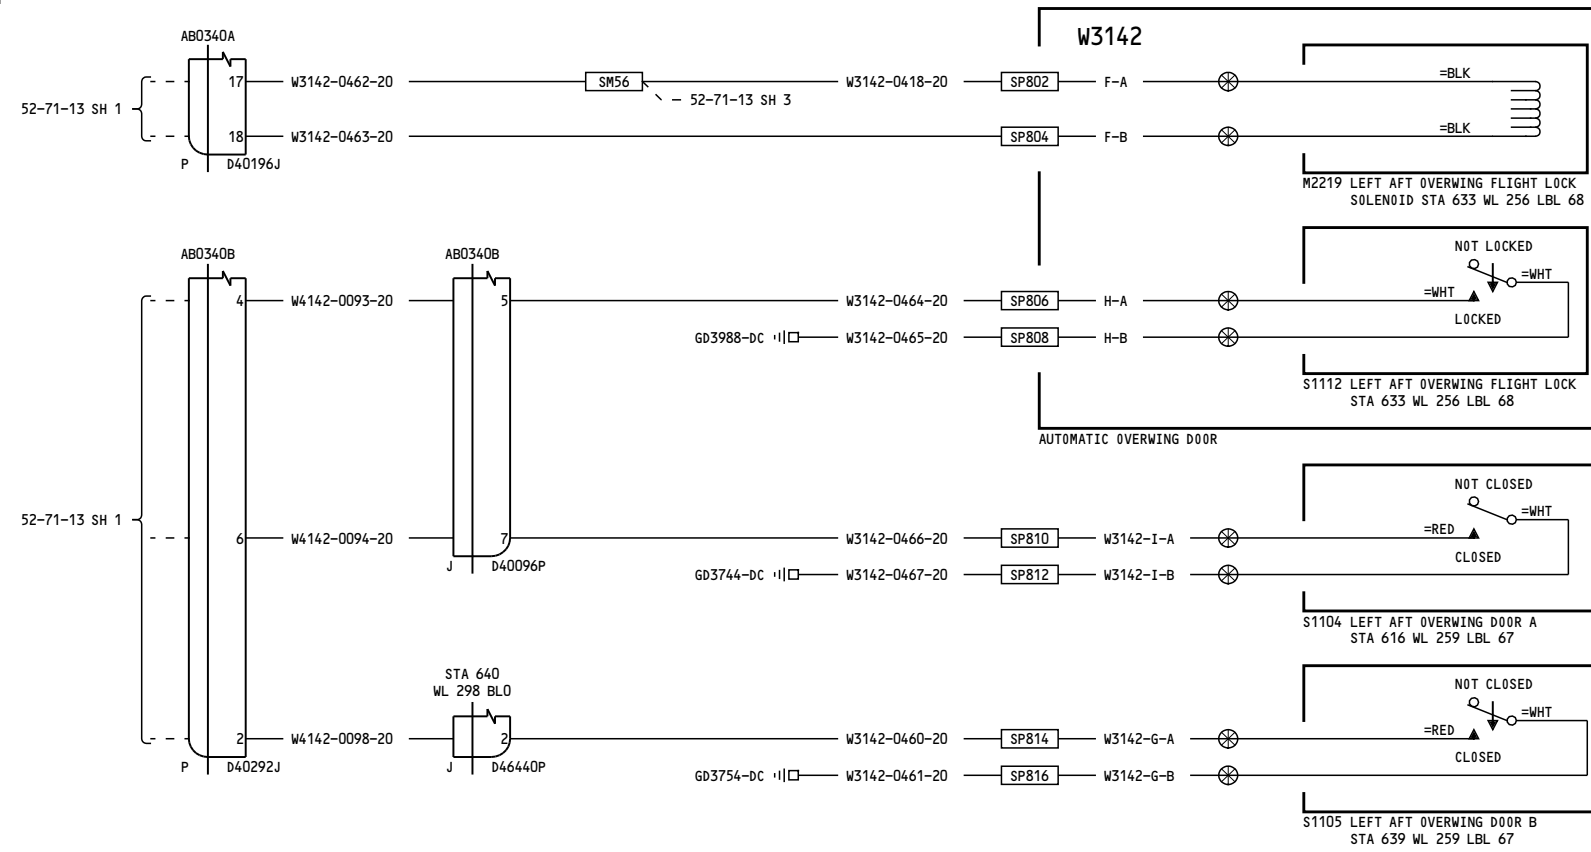 AB0340A
W3142
17
W3142-0462-20
SM56
W3142-0418-20
SP802
F-A
=BLK
52-71-13 SH 1
52-71-13 SH 3
18
W3142-0463-20
SP804
F-B
=BLK
P
D40196J
M2219 LEFT AFT OVERWING FLIGHT LOCK
SOLENOID STA 633 WL 256 LBL 68
AB0340B
AB0340B
NOT LOCKED
=WHT
4
W4142-0093-20
5
W3142-0464-20
SP806
H-A
=WHT
LOCKED
GD3988-DC
W3142-0465-20
SP808
H-B
S1112 LEFT AFT OVERWING FLIGHT LOCK
STA 633 WL 256 LBL 68
AUTOMATIC OVERWING DOOR
NOT CLOSED
=WHT
52-71-13 SH 1
6
W4142-0094-20
7
W3142-0466-20
SP810
W3142-I-A
=RED
CLOSED
J
D40096P
GD3744-DC
W3142-0467-20
SP812
W3142-I-B
S1104 LEFT AFT OVERWING DOOR A
STA 616 WL 259 LBL 67
STA 640
WL 298 BL0
NOT CLOSED
=WHT
2
W4142-0098-20
2
W3142-0460-20
SP814
W3142-G-A
=RED
CLOSED
P
D40292J
J
D46440P
GD3754-DC
W3142-0461-20
SP816
W3142-G-B
S1105 LEFT AFT OVERWING DOOR B
STA 639 WL 259 LBL 67